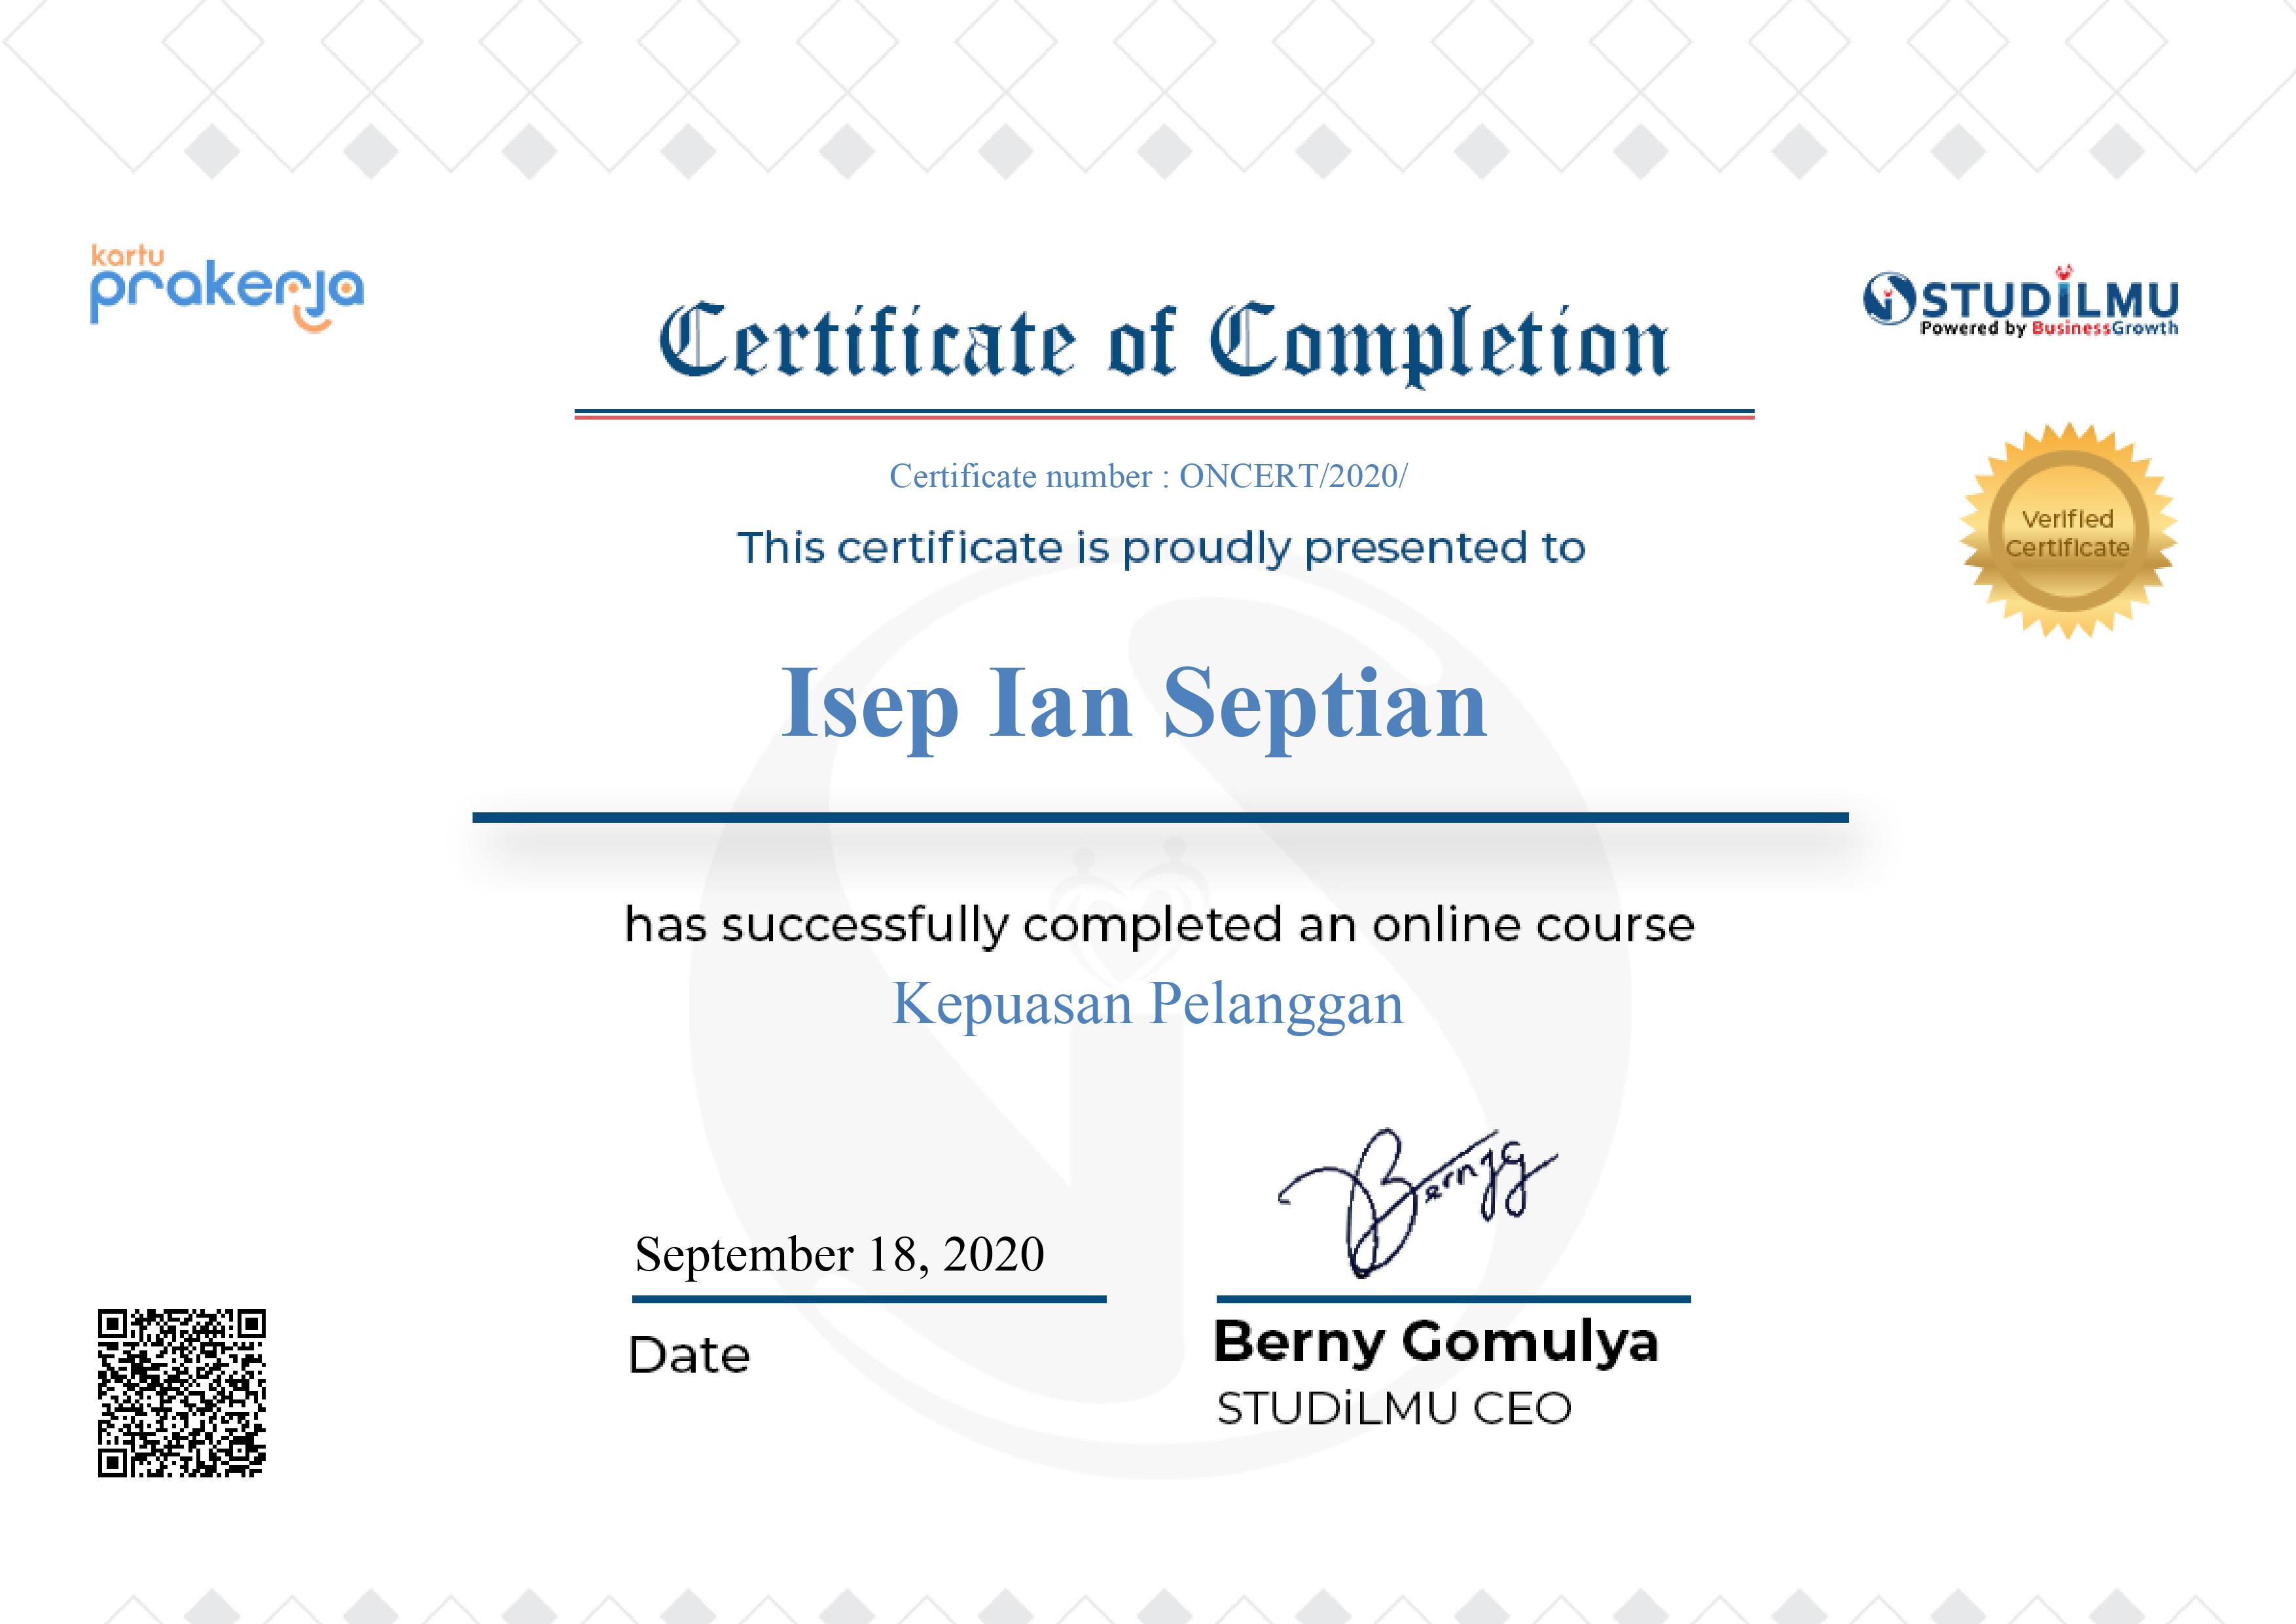 kartu
prakerja
STUDiLMU
Powered by BusinessGrowth
Certificate of Completion
Certificate number : ONCERT/2020/
This certificate is proudly presented to
Verified
Certificate
Isep Ian Septian
has successfully completed an online course
Kepuasan Pelanggan
Bernyg
September 18, 2020
Date
Berny Gomulya
STUDiLMU CEO